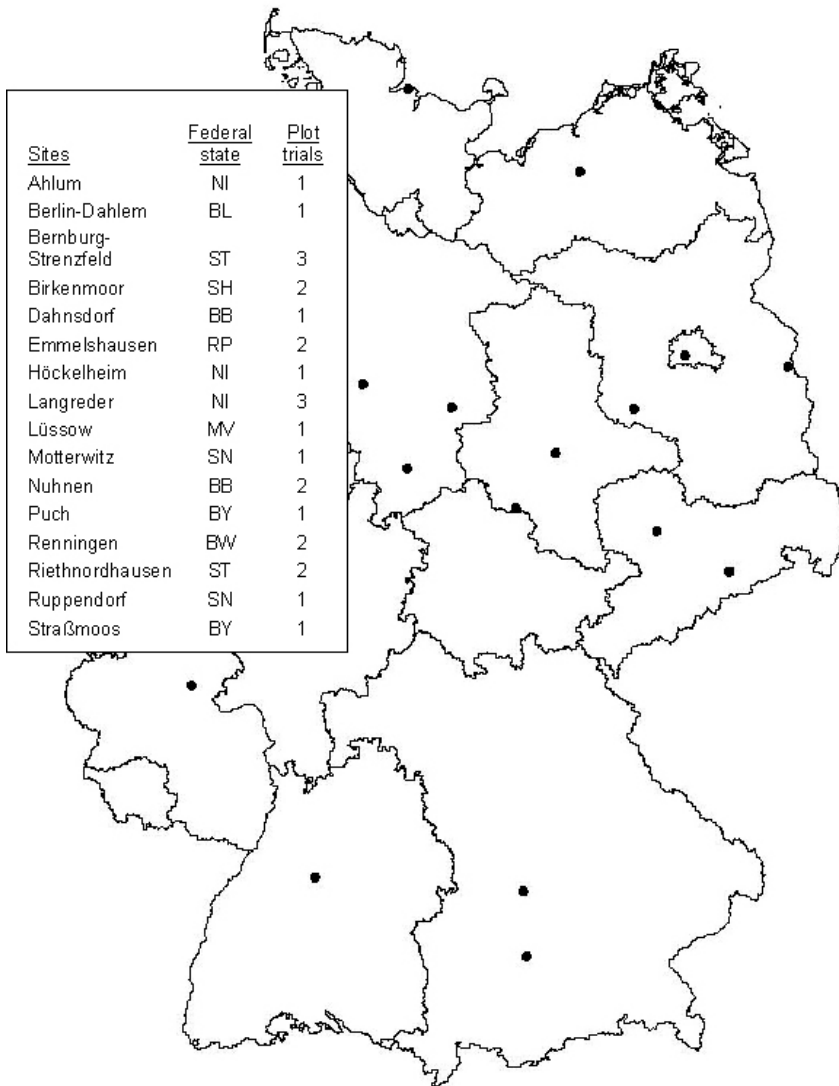 Sites Federal state Plot trials
Ahlum NI 1
Berlin-Dahlem BL 1
Bernburg-
Strenzfeld ST 3
Birkenmoor SH 2
Dahnsdorf BB 1
Emmelshausen RP 2
Höckelheim NI 1
Langreder NI 3
Lüssow MV 1
Motterwitz SN 1
Nuhnen BB 2
Puch BY 1
Renningen BW 2
Riethnordhausen ST 2
Ruppendorf SN 1
Straßmoos BY 1